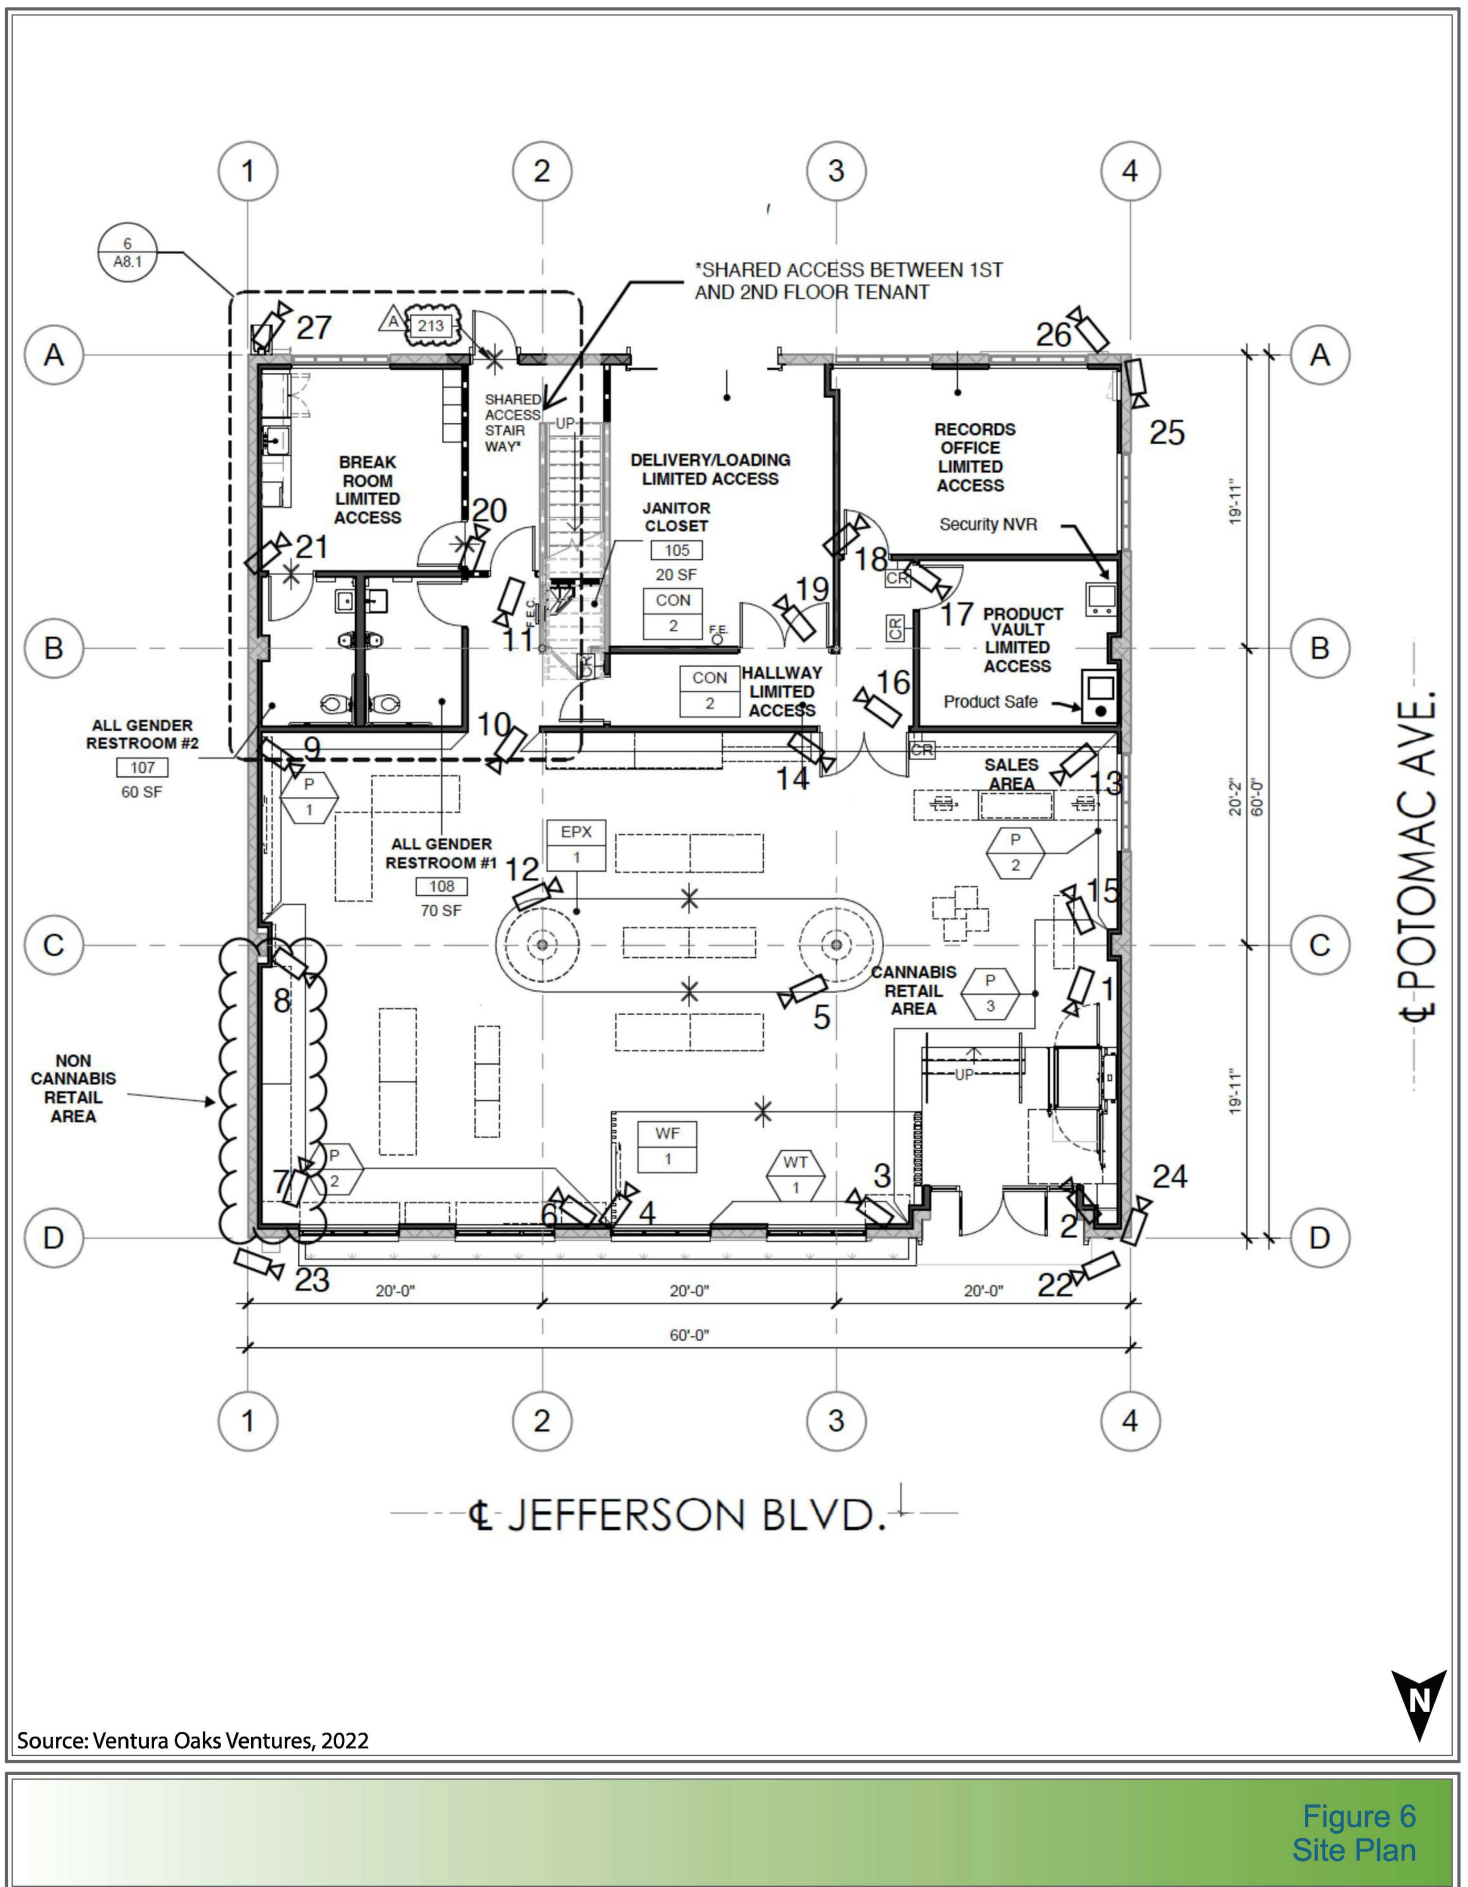 1
2
3
4
6
A8.1
*SHARED ACCESS BETWEEN 1ST
AND 2ND FLOOR TENANT
27
A
213
26
A
A
25
SHARED
ACCESS
STAIR
WAY*
UP
BREAK
ROOM
LIMITED
ACCESS
DELIVERY/LOADING
LIMITED ACCESS
RECORDS
OFFICE
LIMITED
ACCESS
19'-11"
20
JANITOR
CLOSET
105
20 SF
Security NVR
21
18
CR
17
19
CON
2
F.E.
11
F.E.C.
CR
PRODUCT
VAULT
LIMITED
ACCESS
B
B
CR
CON
2
HALLWAY
LIMITED
ACCESS
16
Product Safe
ALL GENDER
RESTROOM #2
107
60 SF
10
9
14
CR
SALES
AREA
13
P
1
20'-2"
60'-0"
EPX
1
ALL GENDER
RESTROOM #1
108
70 SF
12
P
2
15
C
C
8
5
CANNABIS
RETAIL
AREA
P
3
1
NON
CANNABIS
RETAIL
AREA
UP
19'-11"
WF
1
WT
1
7
P
2
6
4
3
2
24
D
D
23
22
20'-0"
20'-0"
20'-0"
60'-0"
1
2
3
4
℄ POTOMAC AVE.
℄ JEFFERSON BLVD.
N
Source: Ventura Oaks Ventures, 2022
Figure 6
Site Plan